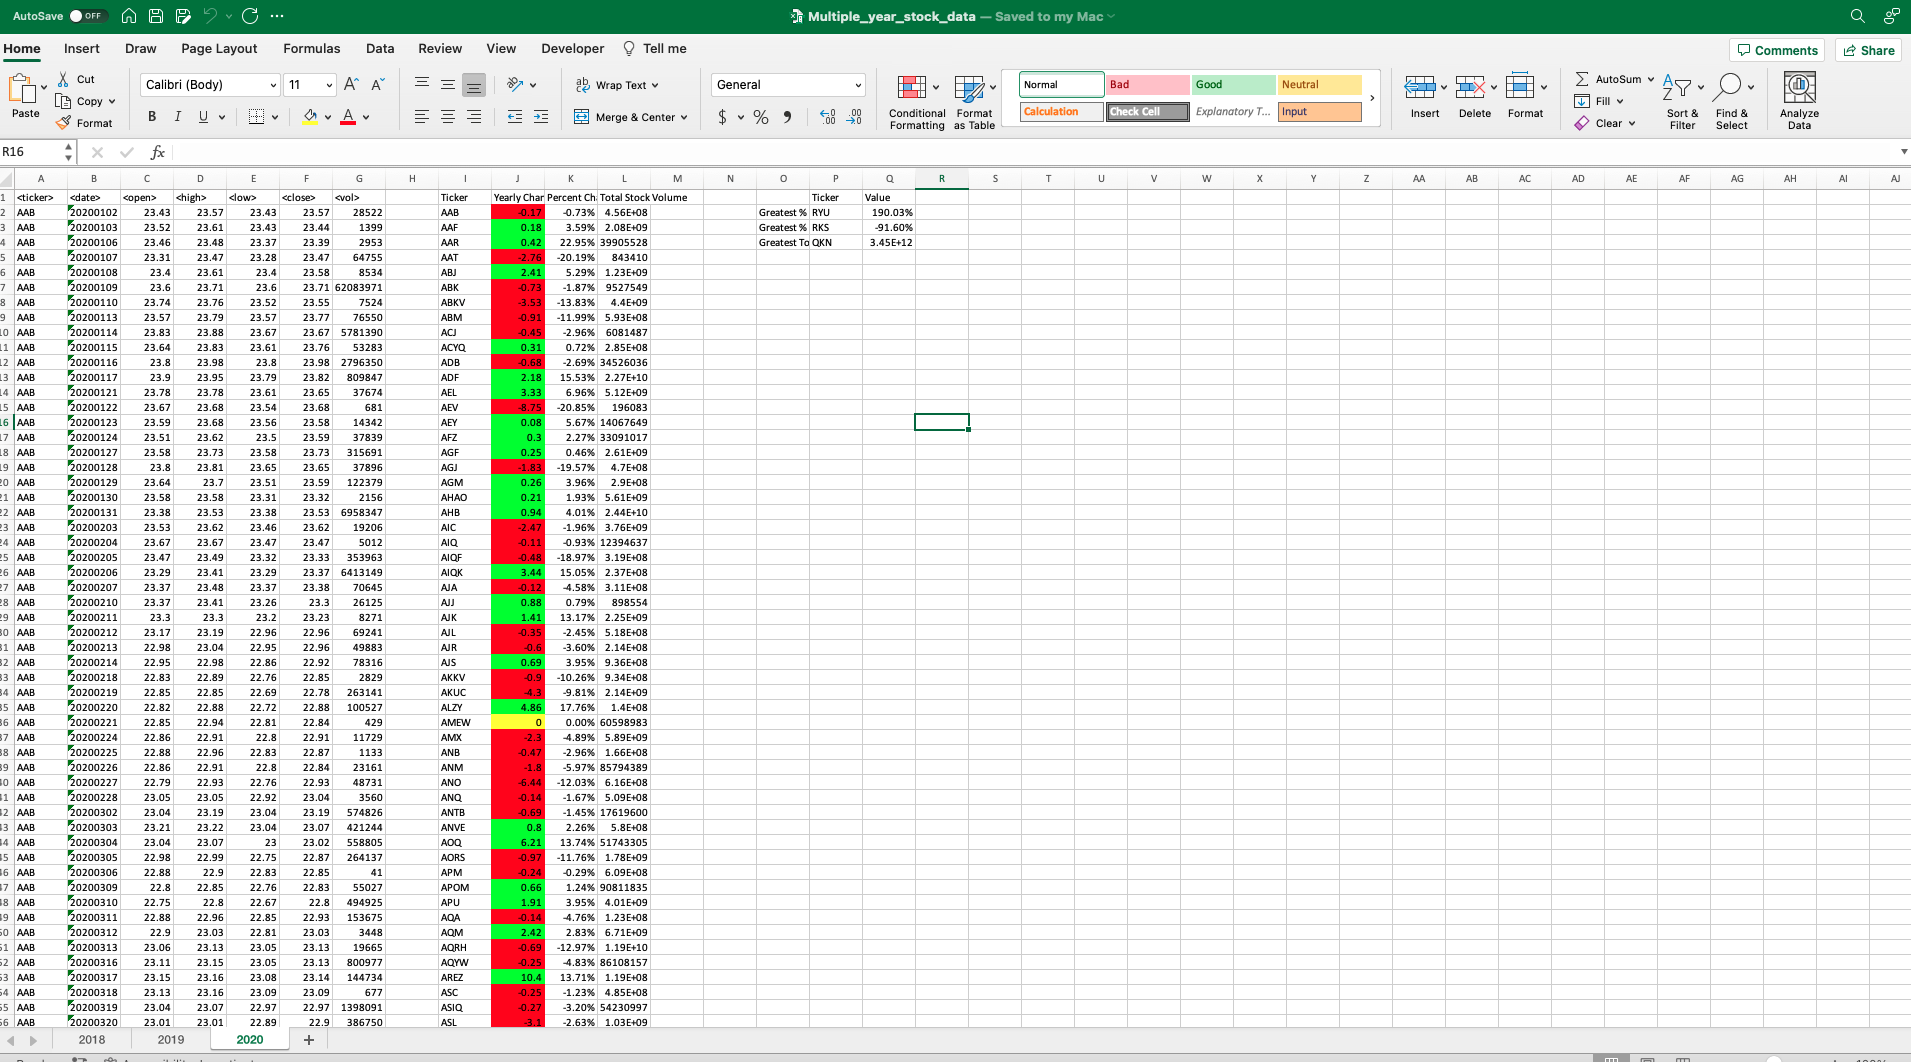 AutoSave OFF Multiple_year_stock_data — Saved to my Mac
Home Insert Draw Page Layout Formulas Data Review View Developer Tell me Comments Share
Paste Cut Copy Format Calibri (Body) 11 A^ A Wrap Text General Conditional Formatting Format as Table Normal Bad Good Neutral Insert Delete Format AutoSum Fill Clear Sort & Filter Find & Select Analyze Data
B I U A Merge & Center $ % Calculation Check Cell Explanatory T... Input
R16 fx
A B C D E F G H I J K L M N O P Q R S T U V W X Y Z AA AB AC AD AE AF AG AH AI AJ
1 <ticker> <date> <open> <high> <low> <close> <vol> Ticker Yearly Char Percent Ch Total Stock Volume Ticker Value
2 AAB 20200102 23.43 23.57 23.43 23.57 28522 AAB -0.17 -0.73% 4.56E+08 Greatest % RYU 190.03%
3 AAB 20200103 23.52 23.61 23.43 23.44 1399 AAF 0.18 3.59% 2.08E+09 Greatest % RKS -91.60%
4 AAB 20200106 23.46 23.48 23.37 23.39 2953 AAR 0.42 22.95% 39905528 Greatest To QKN 3.45E+12
5 AAB 20200107 23.31 23.47 23.28 23.47 64755 AAT -2.76 -20.19% 843410
6 AAB 20200108 23.4 23.61 23.4 23.58 8534 ABJ 2.41 5.29% 1.23E+09
7 AAB 20200109 23.6 23.71 23.6 23.71 62083971 ABK -0.73 -1.87% 9527549
8 AAB 20200110 23.74 23.76 23.52 23.55 7524 ABKV -3.53 -13.83% 4.4E+09
9 AAB 20200113 23.57 23.79 23.57 23.77 76550 ABM -0.91 -11.99% 5.93E+08
10 AAB 20200114 23.83 23.88 23.67 23.67 5781390 ACJ -0.45 -2.96% 6081487
11 AAB 20200115 23.64 23.83 23.61 23.76 53283 ACYQ 0.31 0.72% 2.85E+08
12 AAB 20200116 23.8 23.98 23.8 23.98 2796350 ADB -0.68 -2.69% 34526036
13 AAB 20200117 23.9 23.95 23.79 23.82 809847 ADF 2.18 15.53% 2.27E+10
14 AAB 20200121 23.78 23.78 23.61 23.65 37674 AEL 3.33 6.96% 5.12E+09
15 AAB 20200122 23.67 23.68 23.54 23.68 681 AEV -8.75 -20.85% 196083
16 AAB 20200123 23.59 23.68 23.56 23.58 14342 AEY 0.08 5.67% 14067649
17 AAB 20200124 23.51 23.62 23.5 23.59 37839 AFZ 0.3 2.27% 33091017
18 AAB 20200127 23.58 23.73 23.58 23.73 315691 AGF 0.25 0.46% 2.61E+09
19 AAB 20200128 23.8 23.81 23.65 23.65 37896 AGJ -1.83 -19.57% 4.7E+08
20 AAB 20200129 23.64 23.7 23.51 23.59 122379 AGM 0.26 3.96% 2.9E+08
21 AAB 20200130 23.58 23.58 23.31 23.32 2156 AHAO 0.21 1.93% 5.61E+09
22 AAB 20200131 23.38 23.53 23.38 23.53 6958347 AHB 0.94 4.01% 2.44E+10
23 AAB 20200203 23.53 23.62 23.46 23.62 19206 AIC -2.47 -1.96% 3.76E+09
24 AAB 20200204 23.67 23.67 23.47 23.47 5012 AIQ -0.11 -0.93% 12394637
25 AAB 20200205 23.47 23.49 23.32 23.33 353963 AIQF -0.48 -18.97% 3.19E+08
26 AAB 20200206 23.29 23.41 23.29 23.37 6413149 AIQK 3.44 15.05% 2.37E+08
27 AAB 20200207 23.37 23.48 23.37 23.38 70645 AJA -0.12 -4.58% 3.11E+08
28 AAB 20200210 23.37 23.41 23.26 23.3 26125 AJJ 0.88 0.79% 898554
29 AAB 20200211 23.3 23.3 23.2 23.23 8271 AJK 1.41 13.17% 2.25E+09
30 AAB 20200212 23.17 23.19 22.96 22.96 69241 AJL -0.35 -2.45% 5.18E+08
31 AAB 20200213 22.98 23.04 22.95 22.96 49883 AJR -0.6 -3.60% 2.14E+08
32 AAB 20200214 22.95 22.98 22.86 22.92 78316 AJS 0.69 3.95% 9.36E+08
33 AAB 20200218 22.83 22.89 22.76 22.85 2829 AKKV -0.9 -10.26% 9.34E+08
34 AAB 20200219 22.85 22.85 22.69 22.78 263141 AKUC -4.3 -9.81% 2.14E+09
35 AAB 20200220 22.82 22.88 22.72 22.88 100527 ALZY 4.86 17.76% 1.4E+08
36 AAB 20200221 22.85 22.94 22.81 22.84 429 AMEW 0 0.00% 60598983
37 AAB 20200224 22.86 22.91 22.8 22.91 11729 AMX -2.3 -4.89% 5.89E+09
38 AAB 20200225 22.88 22.96 22.83 22.87 1133 ANB -0.47 -2.96% 1.66E+08
39 AAB 20200226 22.86 22.91 22.8 22.84 23161 ANM -1.8 -5.97% 85794389
40 AAB 20200227 22.79 22.93 22.76 22.93 48731 ANO -6.44 -12.03% 6.16E+08
41 AAB 20200228 23.05 23.05 22.92 23.04 3560 ANQ -0.14 -1.67% 5.09E+08
42 AAB 20200302 23.04 23.19 23.04 23.19 574826 ANTB -0.69 -1.45% 17619600
43 AAB 20200303 23.21 23.22 23.04 23.07 421244 ANVE 0.8 2.26% 5.8E+08
44 AAB 20200304 23.04 23.07 23 23.02 558805 AOQ 6.21 13.74% 51743305
45 AAB 20200305 22.98 22.99 22.75 22.87 264137 AORS -0.97 -11.76% 1.78E+09
46 AAB 20200306 22.88 22.9 22.83 22.85 41 APM -0.24 -0.29% 6.09E+08
47 AAB 20200309 22.8 22.85 22.76 22.83 55027 APOM 0.66 1.24% 90811835
48 AAB 20200310 22.75 22.8 22.67 22.8 494925 APU 1.91 3.95% 4.01E+09
49 AAB 20200311 22.88 22.96 22.85 22.93 153675 AQA -0.14 -4.76% 1.23E+08
50 AAB 20200312 22.9 23.03 22.81 23.03 3448 AQM 2.42 2.83% 6.71E+09
51 AAB 20200313 23.06 23.13 23.05 23.13 19665 AQRH -0.69 -12.97% 1.19E+10
52 AAB 20200316 23.11 23.15 23.05 23.13 800977 AQYW -0.25 -4.83% 86108157
53 AAB 20200317 23.15 23.16 23.08 23.14 144734 AREZ 10.4 13.71% 1.19E+08
54 AAB 20200318 23.13 23.16 23.09 23.09 677 ASC -0.25 -1.23% 4.85E+08
55 AAB 20200319 23.04 23.07 22.97 22.97 1398091 ASIQ -0.27 -3.20% 54230997
56 AAB 20200320 23.01 23.01 22.89 22.9 386750 ASL -3.1 -2.63% 1.03E+09
2018 2019 2020 +